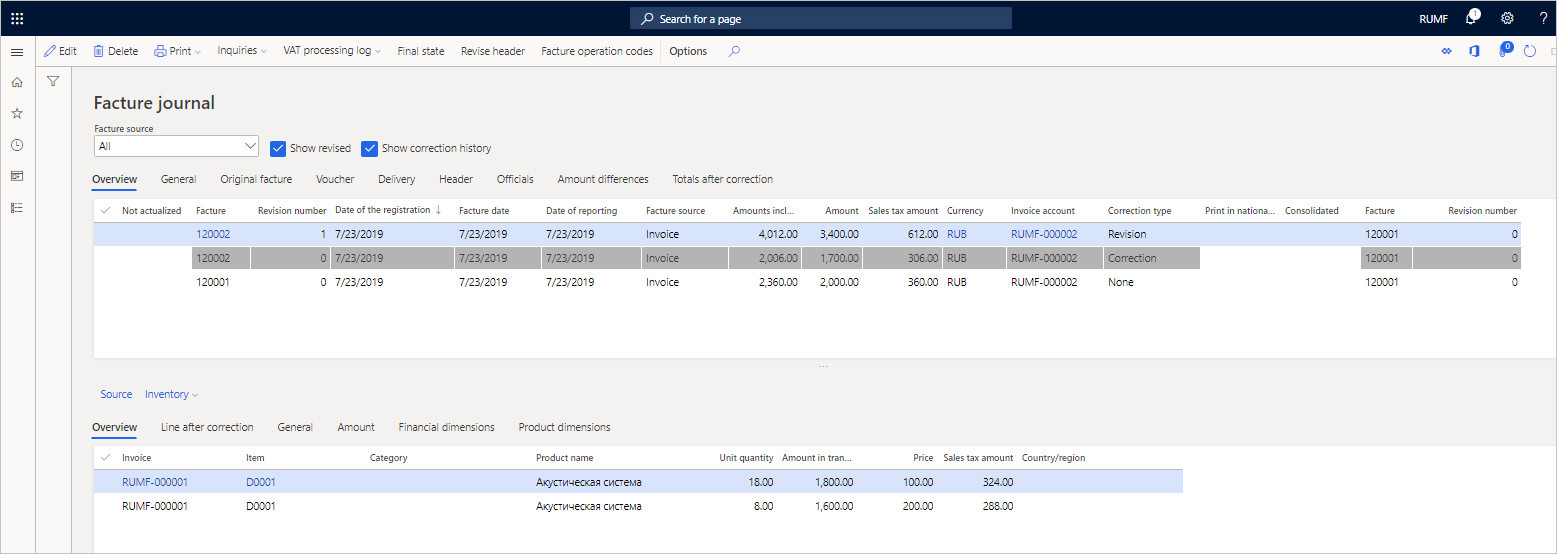 Search for a page RUMF 1 ?
Edit Delete Print Inquiries VAT processing log Final state Revise header Facture operation codes Options 0
Facture journal
Facture source
All Show revised Show correction history
Overview General Original facture Voucher Delivery Header Officials Amount differences Totals after correction
Not actualized Facture Revision number Date of the registration ↓ Facture date Date of reporting Facture source Amounts incl... Amount Sales tax amount Currency Invoice account Correction type Print in nationa... Consolidated Facture Revision number
120002 1 7/23/2019 7/23/2019 7/23/2019 Invoice 4,012.00 3,400.00 612.00 RUB RUMF-000002 Revision 120001 0
120002 0 7/23/2019 7/23/2019 7/23/2019 Invoice 2,006.00 1,700.00 306.00 RUB RUMF-000002 Correction 120001 0
120001 0 7/23/2019 7/23/2019 7/23/2019 Invoice 2,360.00 2,000.00 360.00 RUB RUMF-000002 None 120001 0
...
Source Inventory
Overview Line after correction General Amount Financial dimensions Product dimensions
Invoice Item Category Product name Unit quantity Amount in tran... Price Sales tax amount Country/region
RUMF-000001 D0001 Акустическая система 18.00 1,800.00 100.00 324.00
RUMF-000001 D0001 Акустическая система 8.00 1,600.00 200.00 288.00